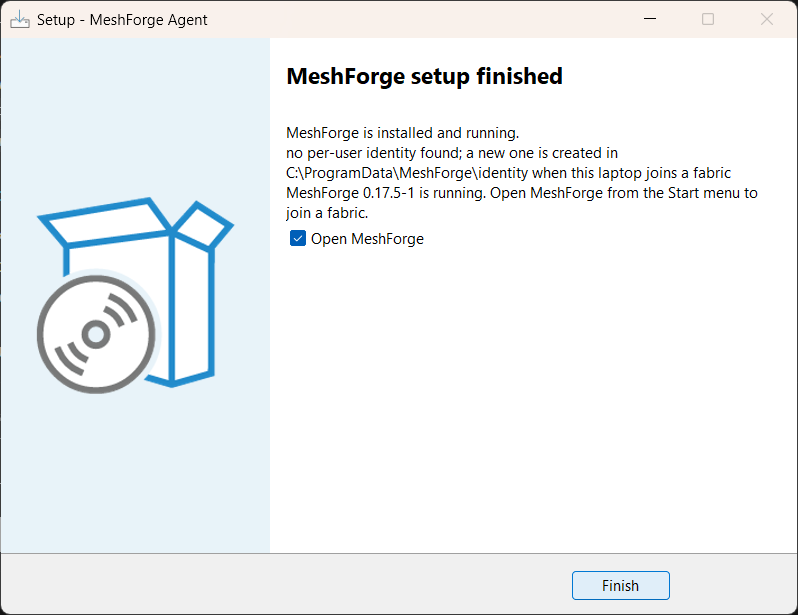 Setup - MeshForge Agent
MeshForge setup finished
MeshForge is installed and running.
no per-user identity found; a new one is created in
C:\ProgramData\MeshForge\identity when this laptop joins a fabric
MeshForge 0.17.5-1 is running. Open MeshForge from the Start menu to
join a fabric.
Open MeshForge
Finish